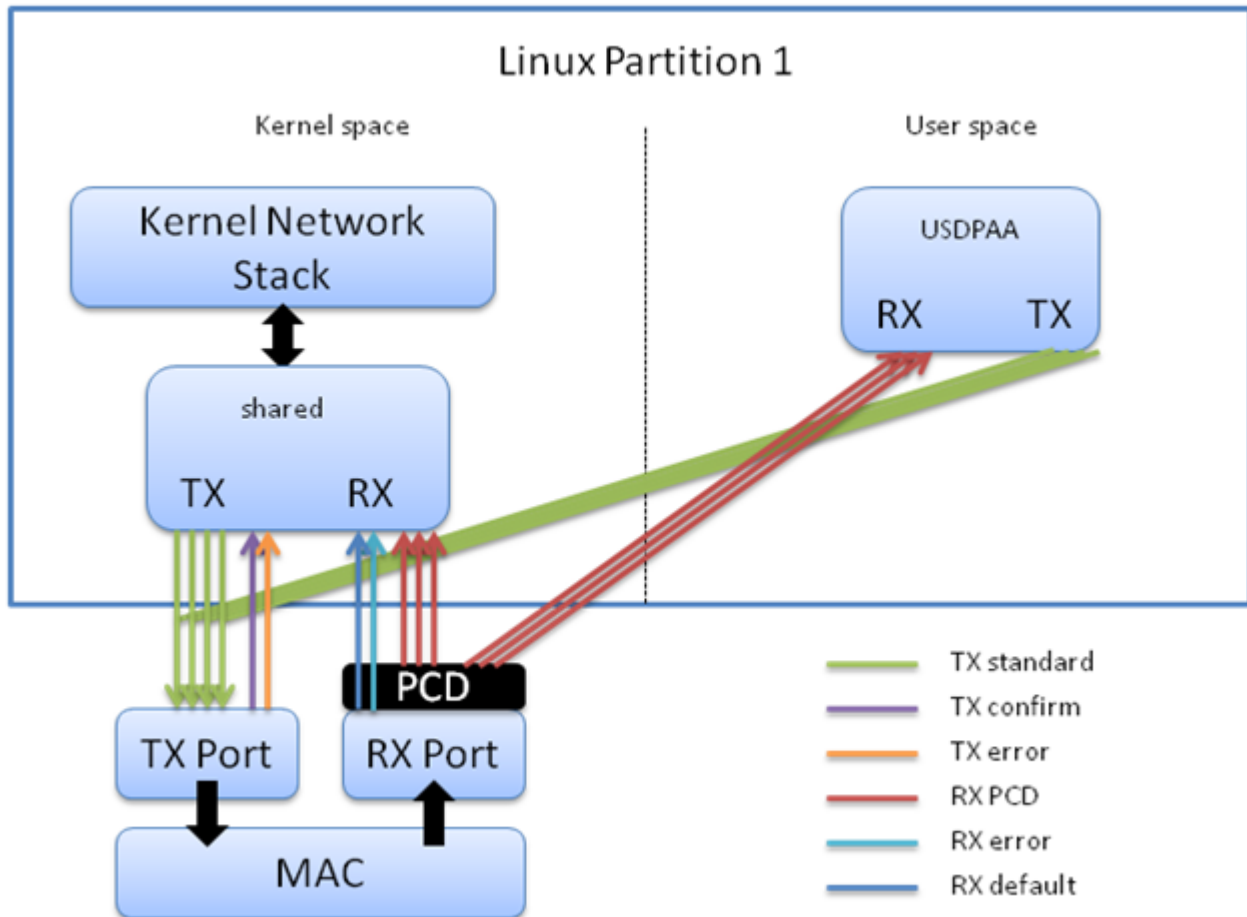 Linux Partition 1
Kernel space
User space
Kernel Network
Stack
USDPAA
RX
TX
shared
TX
RX
PCD
TX Port
RX Port
MAC
TX standard
TX confirm
TX error
RX PCD
RX error
RX default